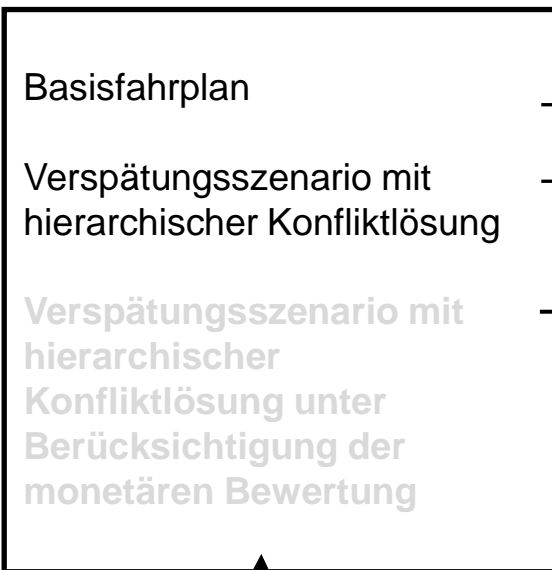 Basisfahrplan
Verspätungsszenario mit
hierarchischer Konfliktlösung
Verspätungsszenario mit
hierarchischer
Konfliktlösung unter
Berücksichtigung der
monetären Bewertung